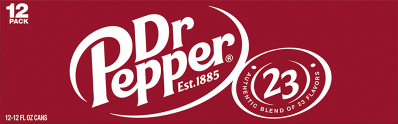 12
PACK
Dr
Pepper®
Est.1885
23
AUTHENTIC BLEND OF 23 FLAVORS
12-12 FL OZ CANS